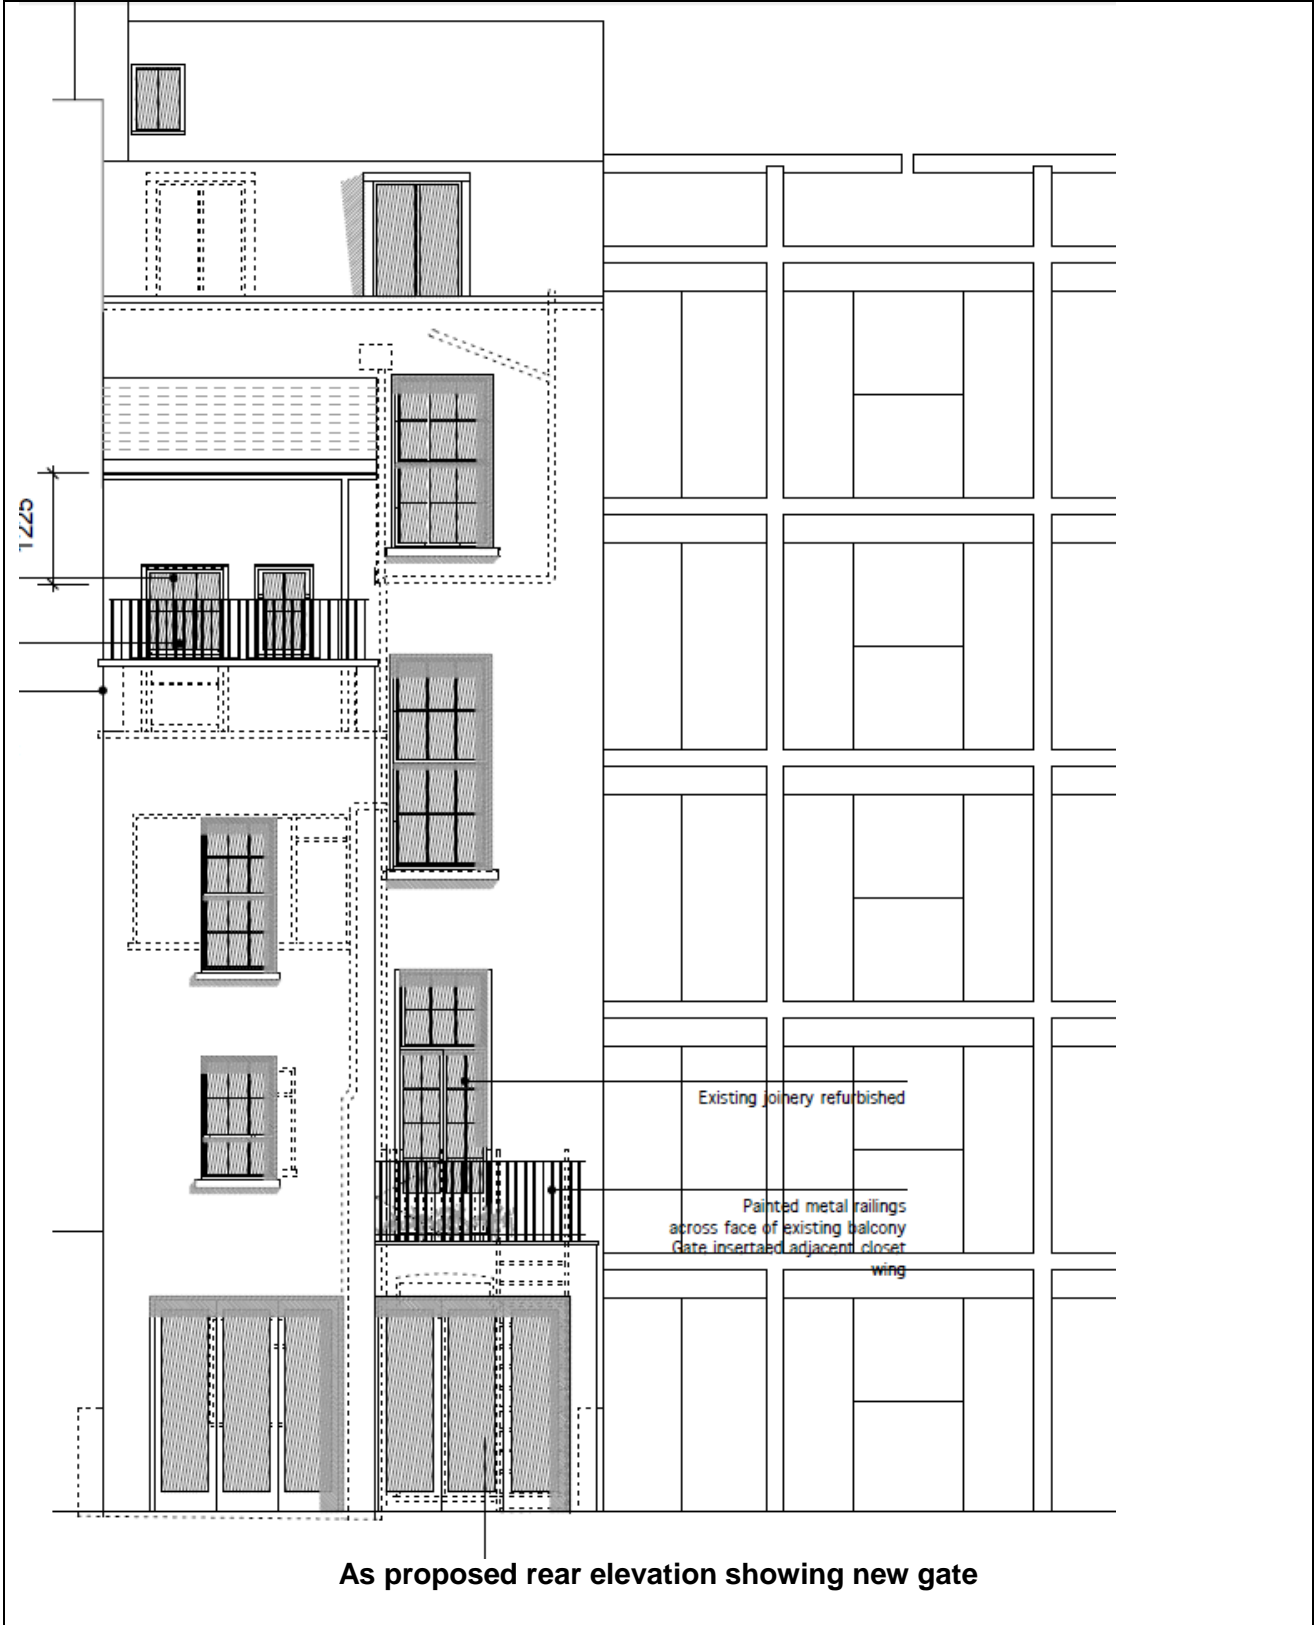 1225
Existing joinery refurbished
Painted metal railings
across face of existing balcony
Gate insertaed adjacent closet
wing
As proposed rear elevation showing new gate